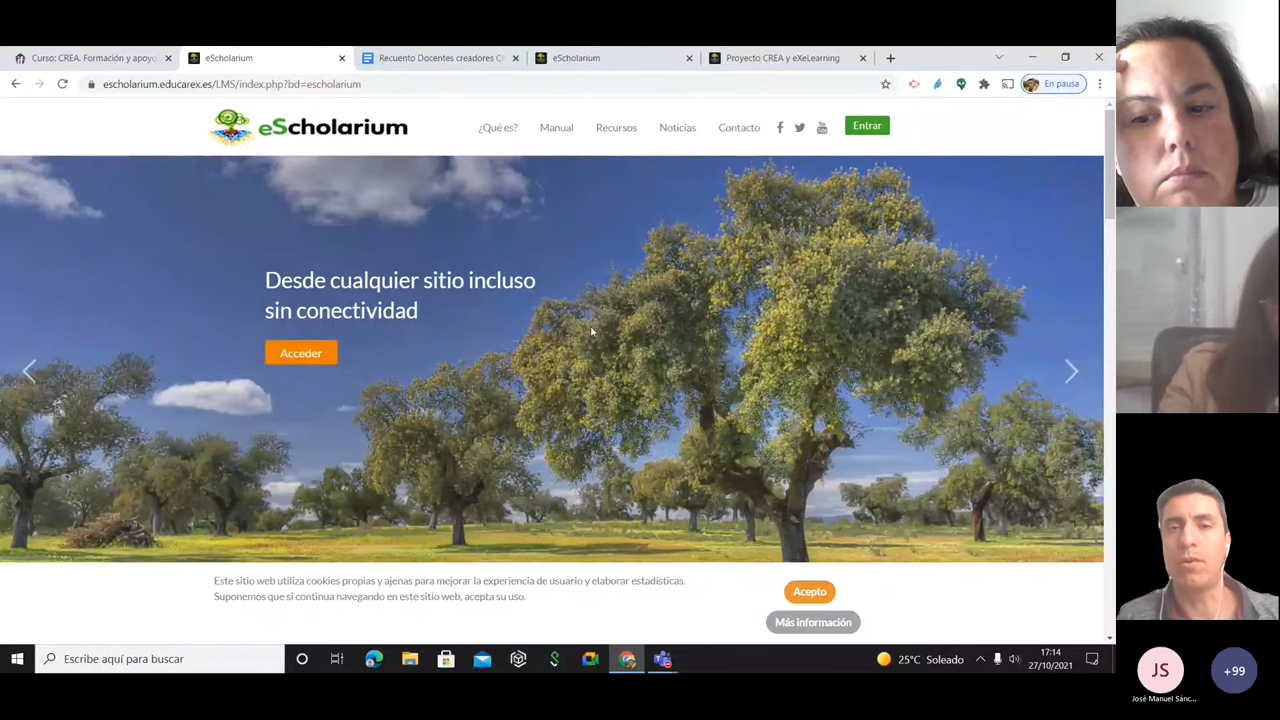 Curso: CREA. Formación y apoyo
eScholarium
Recuento Docentes creadores C
eScholarium
Proyecto CREA y eXeLearning
escholarium.educarex.es/LMS/index.php?bd=escholarium
En pausa
eScholarium
¿Qué es?
Manual
Recursos
Noticias
Contacto
Entrar
Desde cualquier sitio incluso
sin conectividad
Acceder
Este sitio web utiliza cookies propias y ajenas para mejorar la experiencia de usuario y elaborar estadísticas.
Suponemos que si continua navegando en este sitio web, acepta su uso.
Acepto
Más información
Escribe aquí para buscar
25°C Soleado
17:14
27/10/2021
JS
José Manuel Sánc...
+99